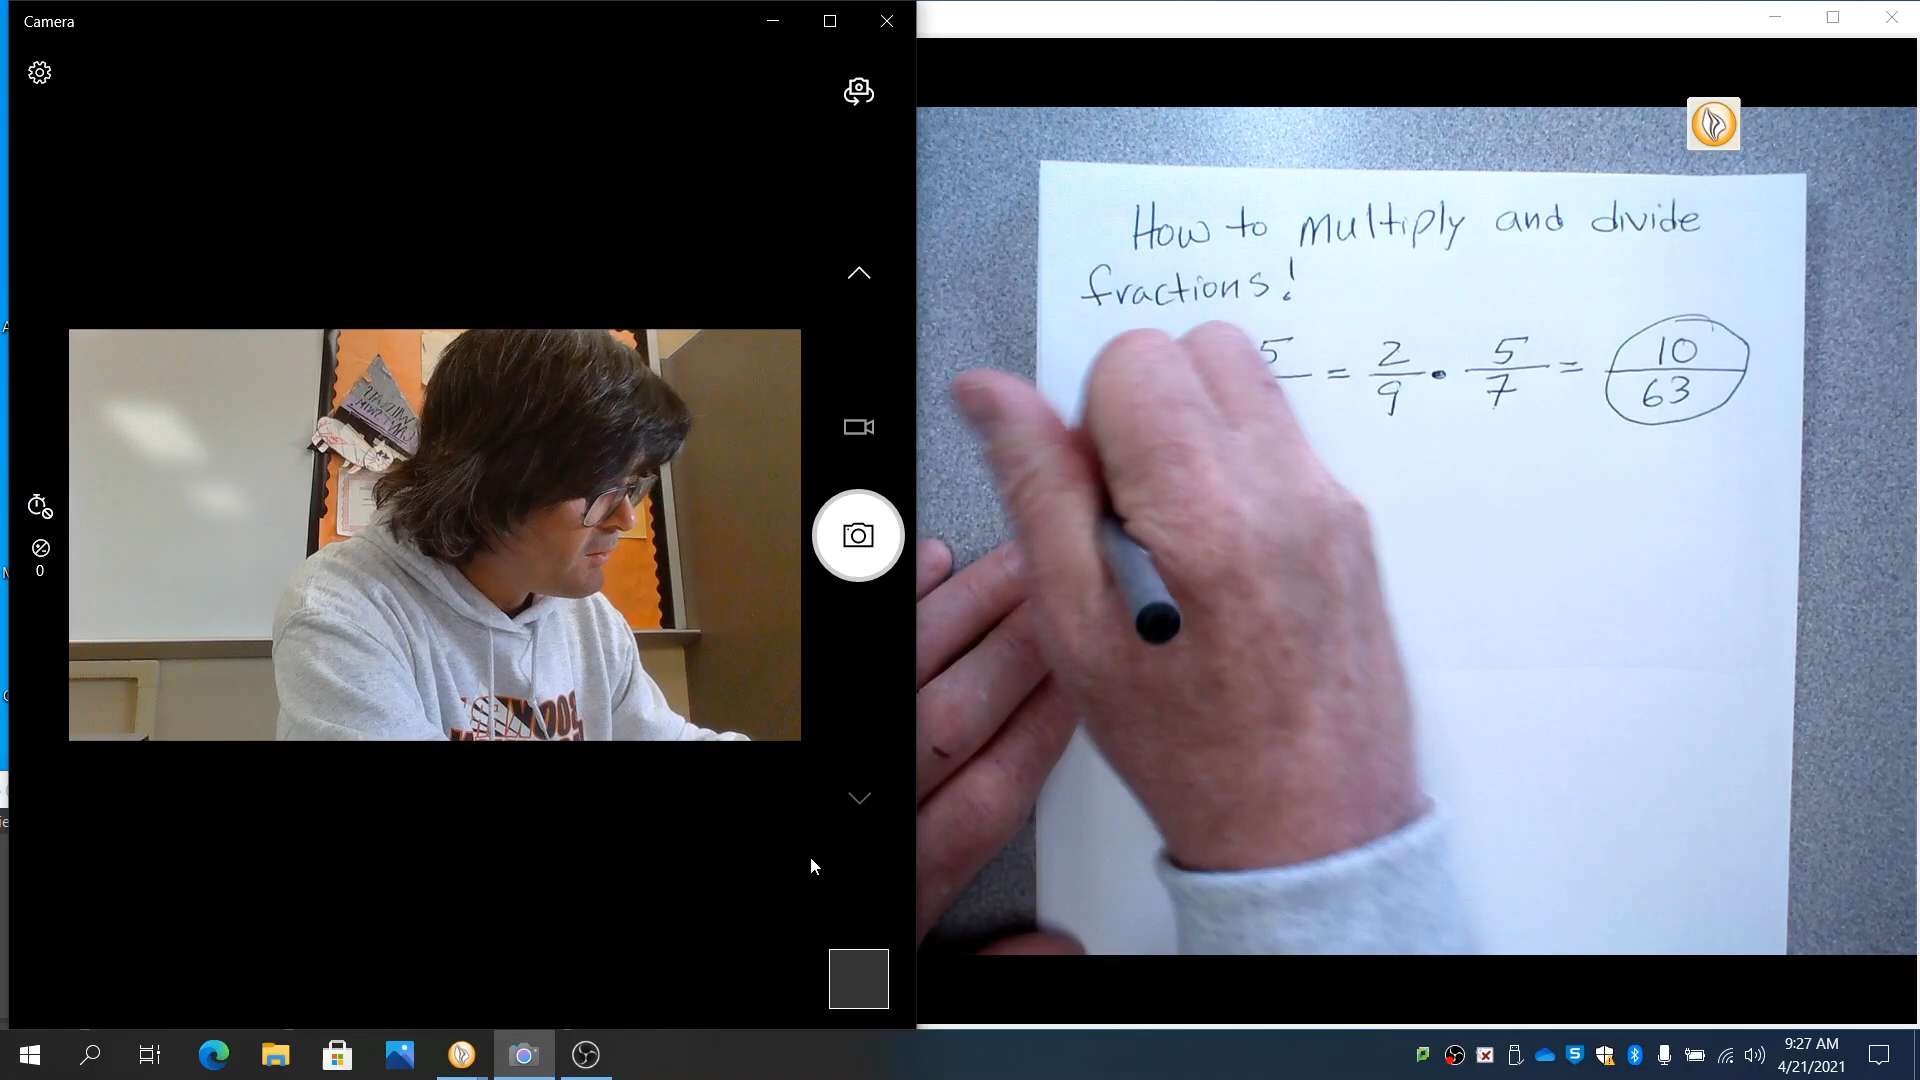 Camera
0
How to multiply and divide
fractions!
5 = 2/9 • 5/7 = 10/63
9:27 AM
4/21/2021